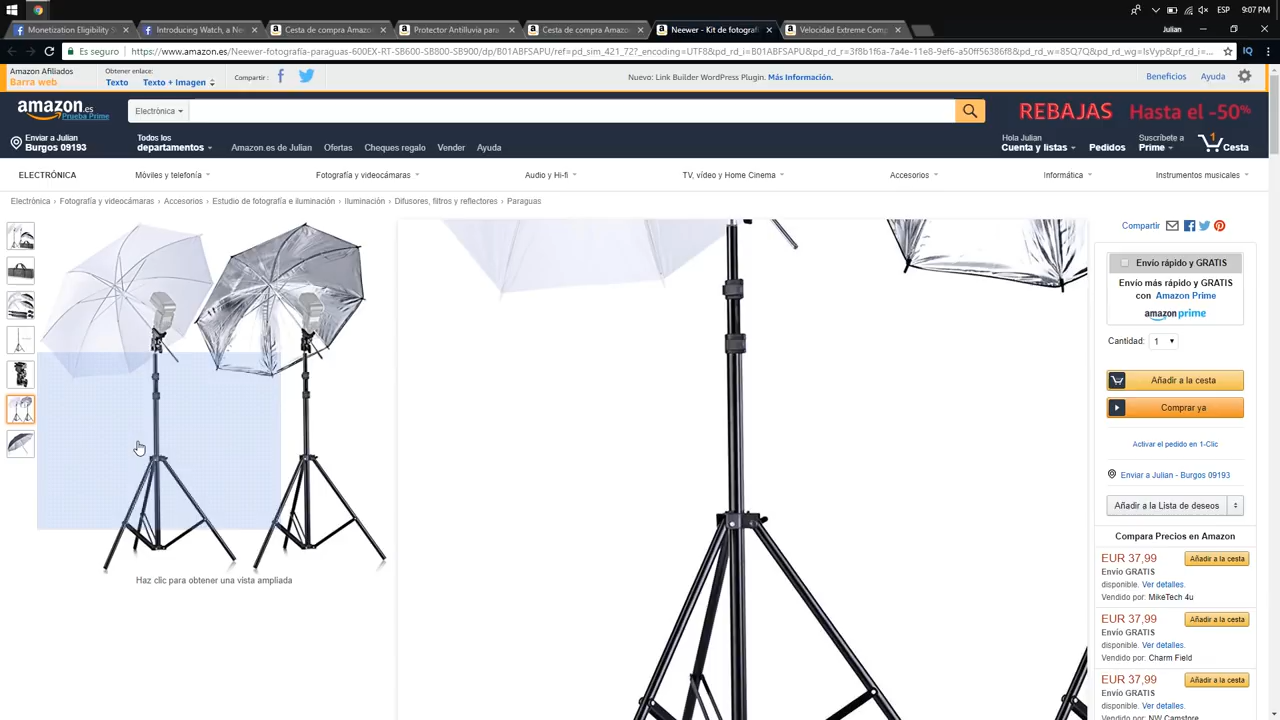 Monetization Eligibility S
Introducing Watch, a Ne
Cesta de compra Amazo
Protector Antilluvia para
Cesta de compra Amazo
Neewer - Kit de fotografí
Velocidad Extreme Comp
Julian
ESP
9:07 PM
Es seguro
https://www.amazon.es/Neewer-fotografía-paraguas-600EX-RT-SB600-SB800-SB900/dp/B01ABFSAPU/ref=pd_sim_421_72?_encoding=UTF8&pd_rd_i=B01ABFSAPU&pd_rd_r=3f8b1f6a-7a4e-11e8-9ef6-a50ff56386f8&pd_rd_w=85Q7Q&pd_rd_wg=IsVyp&pd_rd_i=...
IQ
Amazon Afiliados
Barra web
Obtener enlace:
Texto
Texto + Imagen
Compartir :
Nuevo: Link Builder WordPress Plugin. Más Información.
Beneficios
Ayuda
amazon.es
Prueba Prime
Electrónica
REBAJAS Hasta el -50%
Enviar a Julian
Burgos 09193
Todos los
departamentos
Amazon.es de Julian
Ofertas
Cheques regalo
Vender
Ayuda
Hola Julian
Cuenta y listas
Pedidos
Suscríbete a
Prime
1
Cesta
ELECTRÓNICA
Móviles y telefonía
Fotografía y videocámaras
Audio y Hi-fi
TV, vídeo y Home Cinema
Accesorios
Informática
Instrumentos musicales
Electrónica › Fotografía y videocámaras › Accesorios › Estudio de fotografía e iluminación › Iluminación › Difusores, filtros y reflectores › Paraguas
Haz clic para obtener una vista ampliada
Compartir
Envío rápido y GRATIS
Envío más rápido y GRATIS
con Amazon Prime
amazon prime
Cantidad: 1
Añadir a la cesta
Comprar ya
Activar el pedido en 1-Clic
Enviar a Julian - Burgos 09193
Añadir a la Lista de deseos
Compara Precios en Amazon
EUR 37,99
Añadir a la cesta
Envío GRATIS
disponible. Ver detalles.
Vendido por: MikeTech 4u
EUR 37,99
Añadir a la cesta
Envío GRATIS
disponible. Ver detalles.
Vendido por: Charm Field
EUR 37,99
Añadir a la cesta
Envío GRATIS
disponible. Ver detalles.
Vendido por: NW Camstore